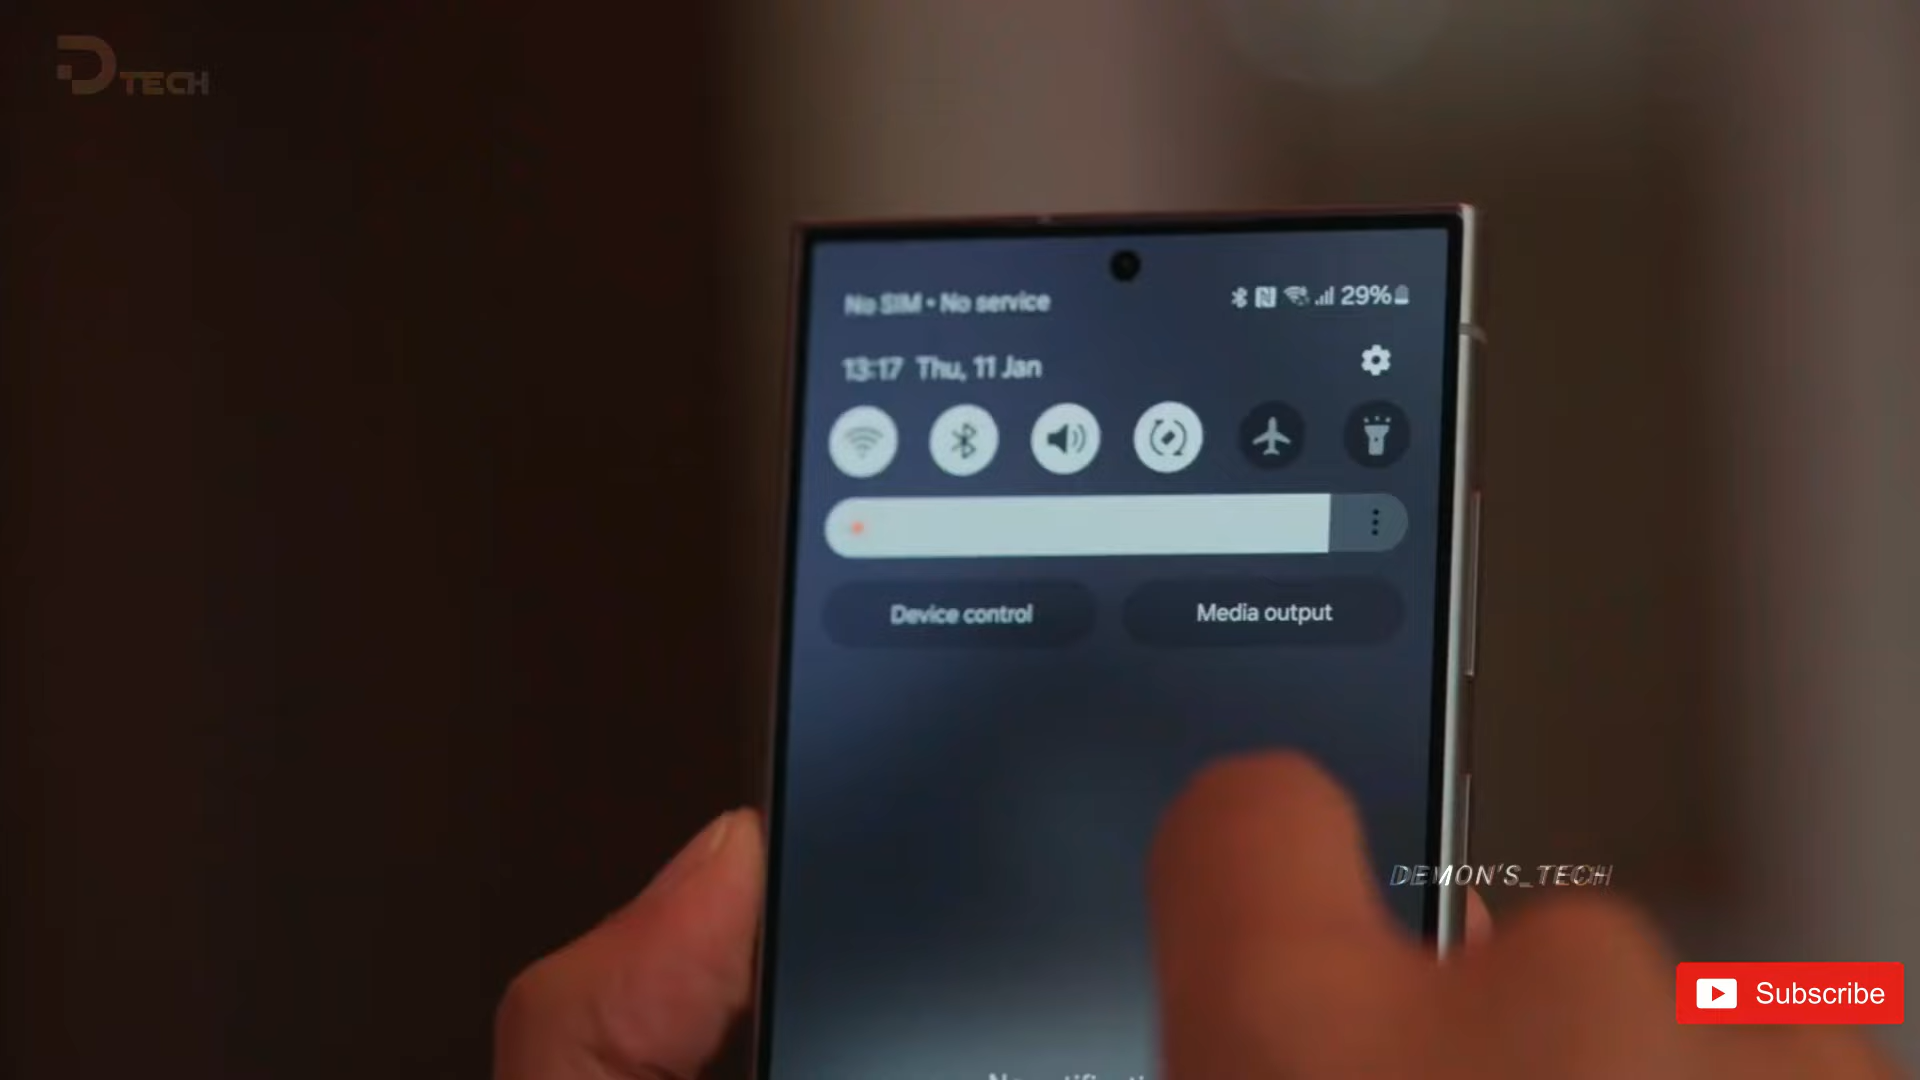 D TECH
No SIM • No service
29%
13:17 Thu, 11 Jan
Device control
Media output
DEMON'S_TECH
Subscribe